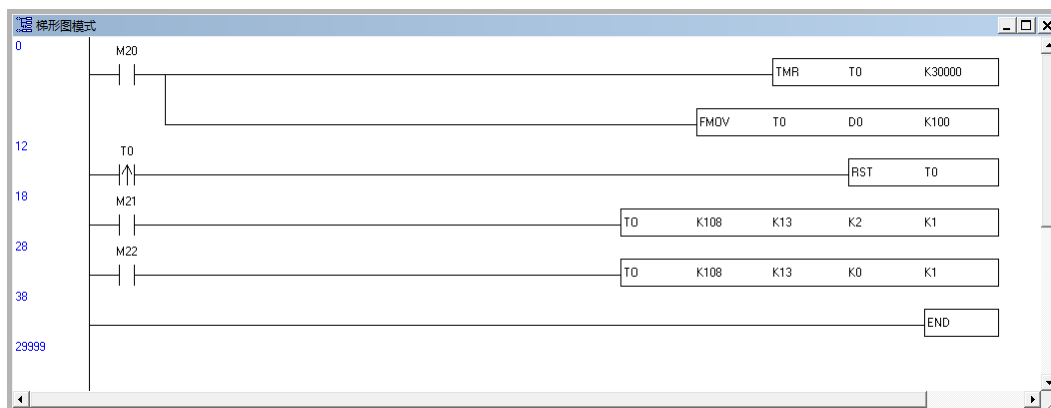 梯形图模式
0
M20
TMR T0 K30000
FMOV T0 D0 K100
12
T0
RST T0
18
M21
TO K108 K13 K2 K1
28
M22
TO K108 K13 K0 K1
38
END
29999